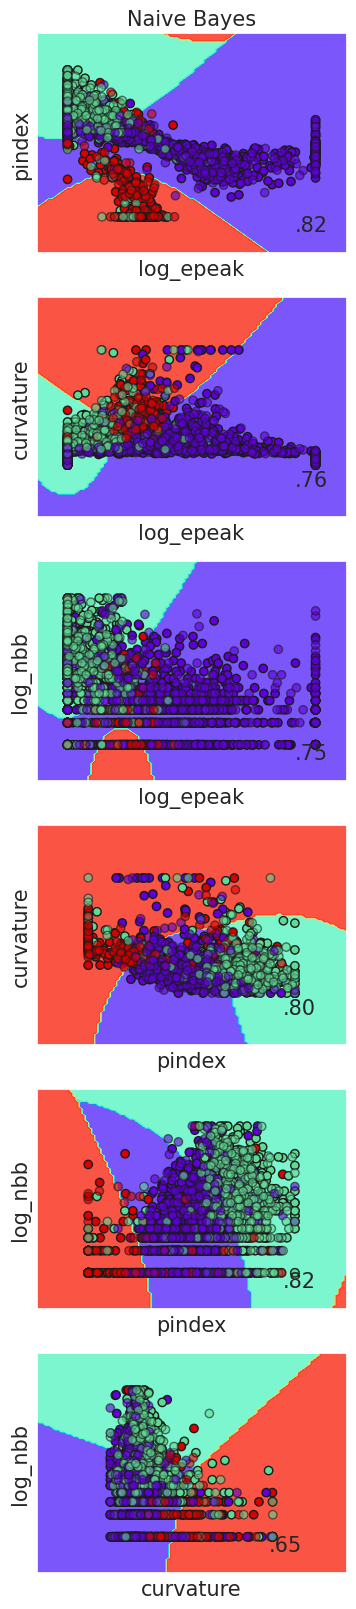 Naive Bayes
pindex
.82
log_epeak
curvature
.76
log_epeak
log_nbb
.75
log_epeak
curvature
.80
pindex
log_nbb
.82
pindex
log_nbb
.65
curvature